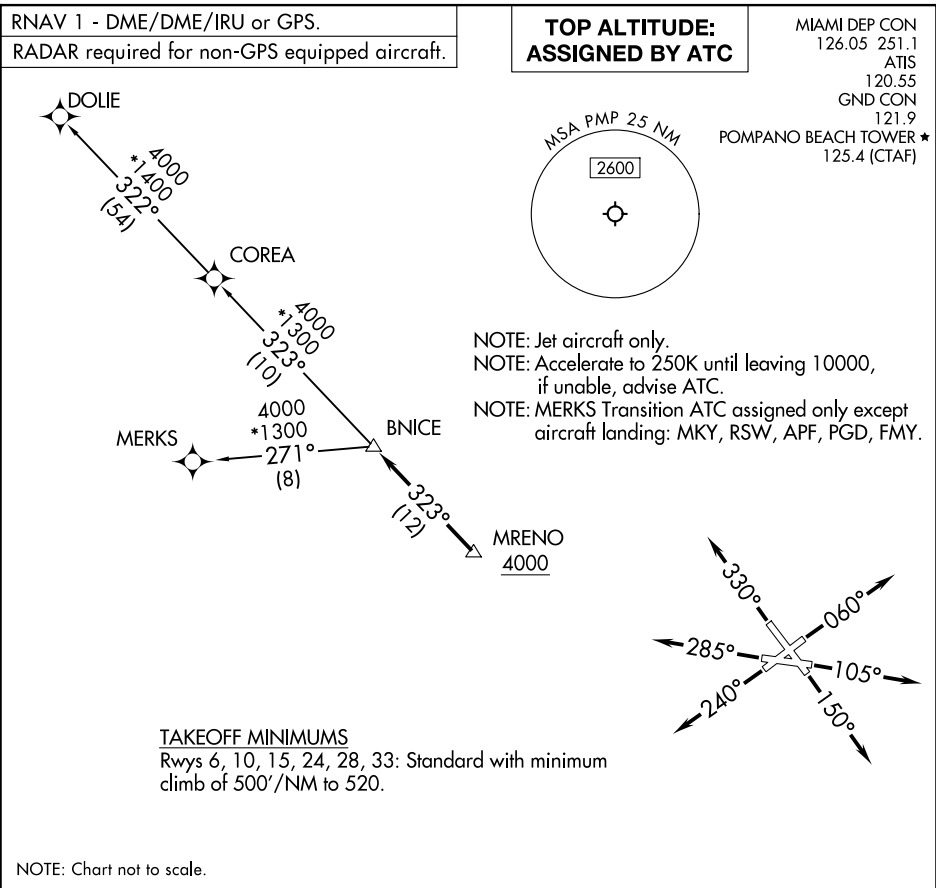 RNAV 1 - DME/DME/IRU or GPS.
RADAR required for non-GPS equipped aircraft.
TOP ALTITUDE:
ASSIGNED BY ATC
MIAMI DEP CON
126.05 251.1
ATIS
120.55
GND CON
121.9
POMPANO BEACH TOWER ★
125.4 (CTAF)
MSA PMP 25 NM
2600
DOLIE
4000
*1400
322°
(54)
COREA
4000
*1300
323°
(10)
4000
*1300
271°
(8)
MERKS
BNICE
323°
(12)
MRENO
4000
NOTE: Jet aircraft only.
NOTE: Accelerate to 250K until leaving 10000,
if unable, advise ATC.
NOTE: MERKS Transition ATC assigned only except
aircraft landing: MKY, RSW, APF, PGD, FMY.
330°
060°
285°
105°
240°
150°
TAKEOFF MINIMUMS
Rwys 6, 10, 15, 24, 28, 33: Standard with minimum
climb of 500'/NM to 520.
NOTE: Chart not to scale.